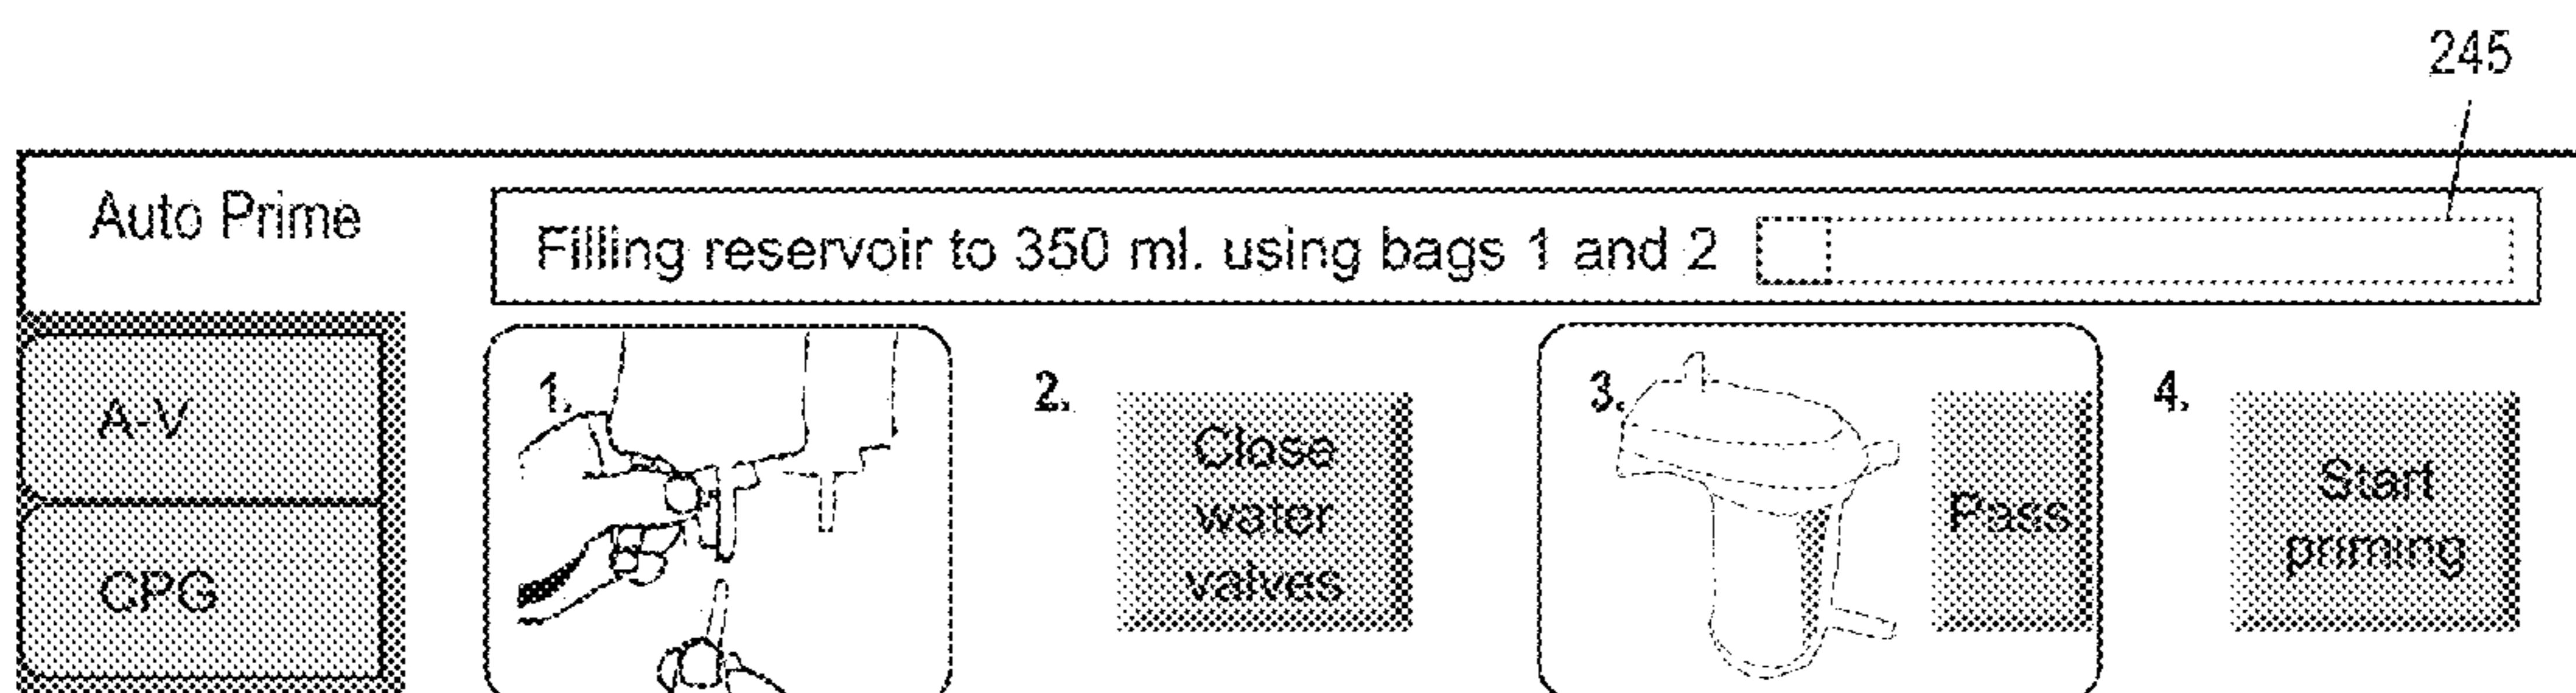 245
Auto Prime
Filling reservoir to 350 ml. using bags 1 and 2
A-V
CPG
1.
2.
Close
water
valves
3.
Pass
4.
Start
priming